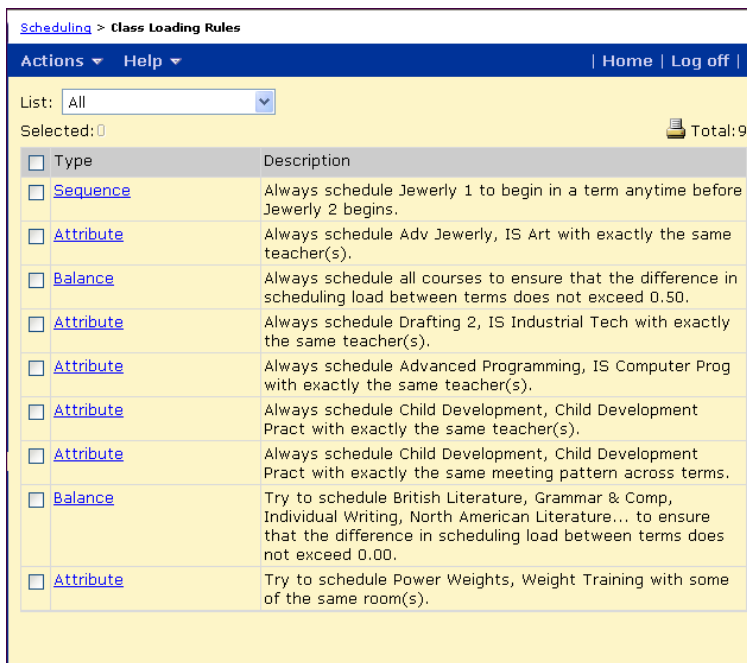 Scheduling > Class Loading Rules
Actions Help | Home | Log off |
List: All
Selected: 0 Total:9
Type Description
Sequence Always schedule Jewerly 1 to begin in a term anytime before
Jewerly 2 begins.
Attribute Always schedule Adv Jewerly, IS Art with exactly the same
teacher(s).
Balance Always schedule all courses to ensure that the difference in
scheduling load between terms does not exceed 0.50.
Attribute Always schedule Drafting 2, IS Industrial Tech with exactly
the same teacher(s).
Attribute Always schedule Advanced Programming, IS Computer Prog
with exactly the same teacher(s).
Attribute Always schedule Child Development, Child Development
Pract with exactly the same teacher(s).
Attribute Always schedule Child Development, Child Development
Pract with exactly the same meeting pattern across terms.
Balance Try to schedule British Literature, Grammar & Comp,
Individual Writing, North American Literature... to ensure
that the difference in scheduling load between terms does
not exceed 0.00.
Attribute Try to schedule Power Weights, Weight Training with some
of the same room(s).